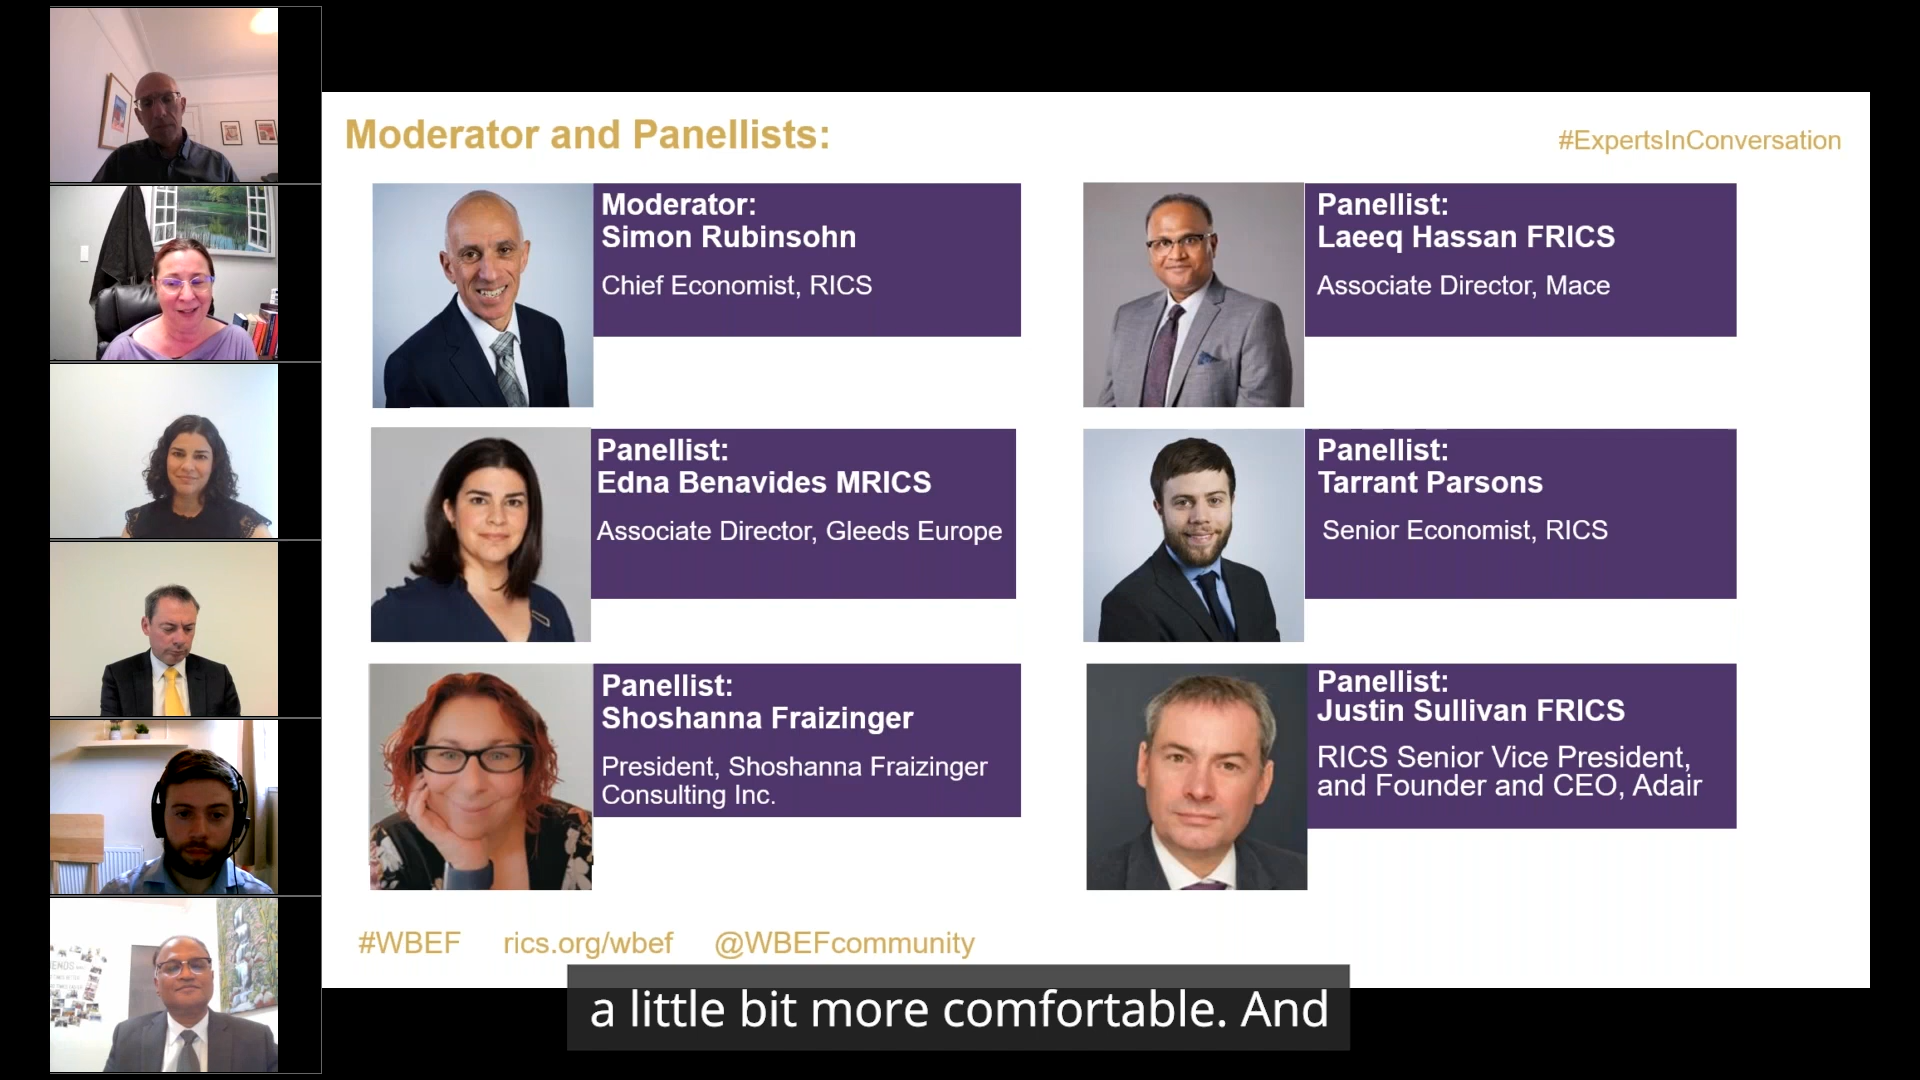 Moderator and Panellists:
#ExpertsInConversation
Moderator:
Simon Rubinsohn
Chief Economist, RICS
Panellist:
Laeeq Hassan FRICS
Associate Director, Mace
Panellist:
Edna Benavides MRICS
Associate Director, Gleeds Europe
Panellist:
Tarrant Parsons
Senior Economist, RICS
Panellist:
Shoshanna Fraizinger
President, Shoshanna Fraizinger
Consulting Inc.
Panellist:
Justin Sullivan FRICS
RICS Senior Vice President,
and Founder and CEO, Adair
#WBEF rics.org/wbef @WBEFcommunity
a little bit more comfortable. And